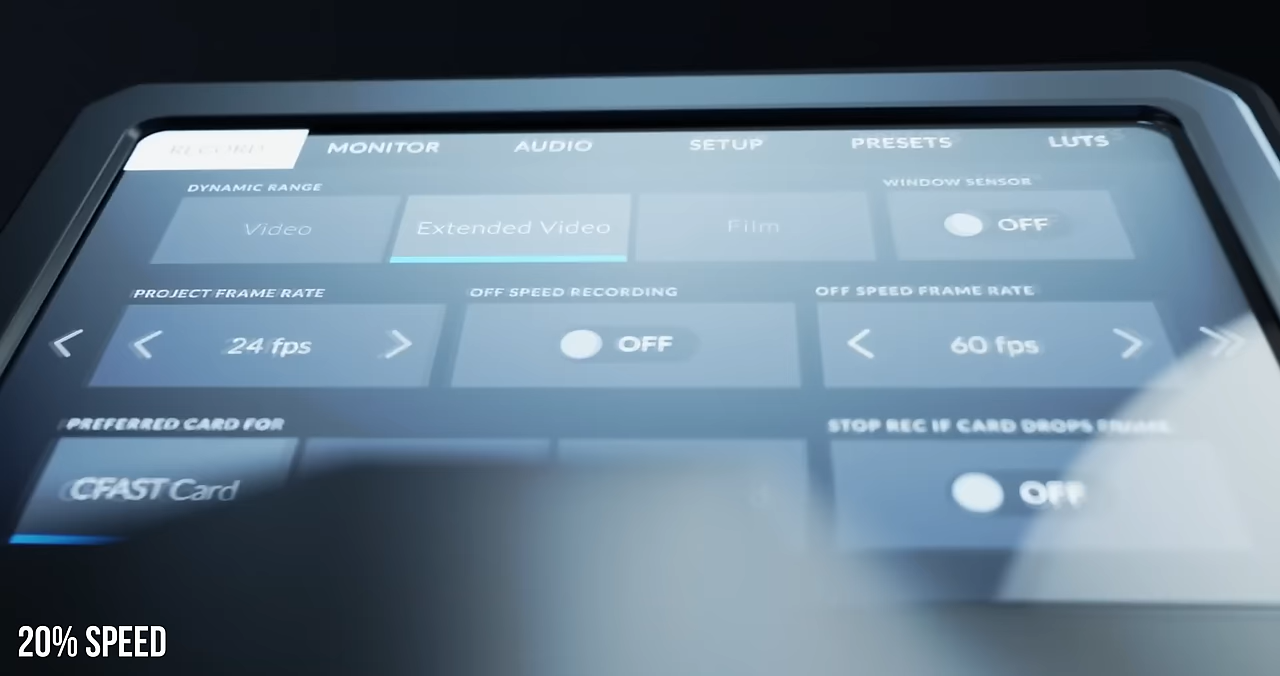 RECORD MONITOR AUDIO SETUP PRESETS LUTS
DYNAMIC RANGE WINDOW SENSOR
Video Extended Video Film OFF
PROJECT FRAME RATE OFF SPEED RECORDING OFF SPEED FRAME RATE
24 fps OFF 60 fps
PREFERRED CARD FOR STOP REC IF CARD DROPS FRAME
CFAST Card OFF
20% SPEED